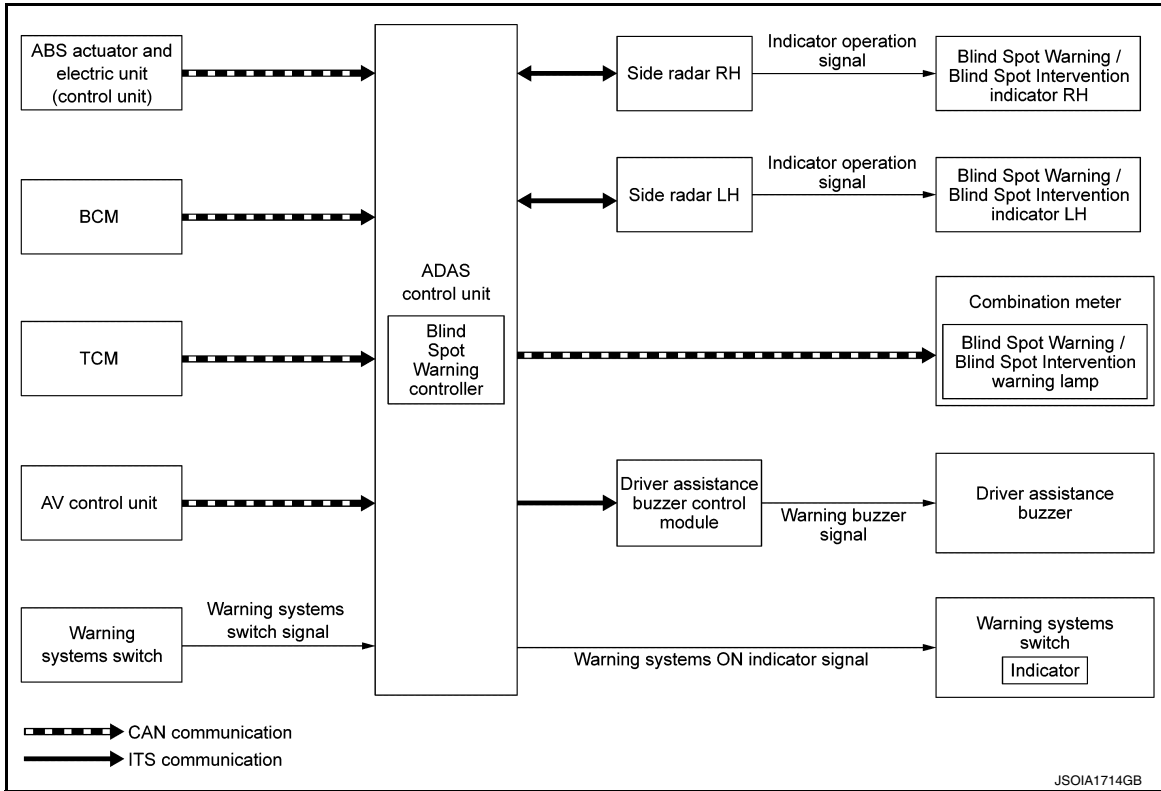 ABS actuator and
electric unit
(control unit)
BCM
TCM
AV control unit
Warning
systems switch
Warning systems
switch signal
ADAS
control unit
Blind
Spot
Warning
controller
Side radar RH
Indicator operation
signal
Blind Spot Warning /
Blind Spot Intervention
indicator RH
Side radar LH
Indicator operation
signal
Blind Spot Warning /
Blind Spot Intervention
indicator LH
Combination meter
Blind Spot Warning /
Blind Spot Intervention
warning lamp
Driver assistance
buzzer control
module
Warning buzzer
signal
Driver assistance
buzzer
Warning systems ON indicator signal
Warning systems
switch
Indicator
CAN communication
ITS communication
JSOIA1714GB